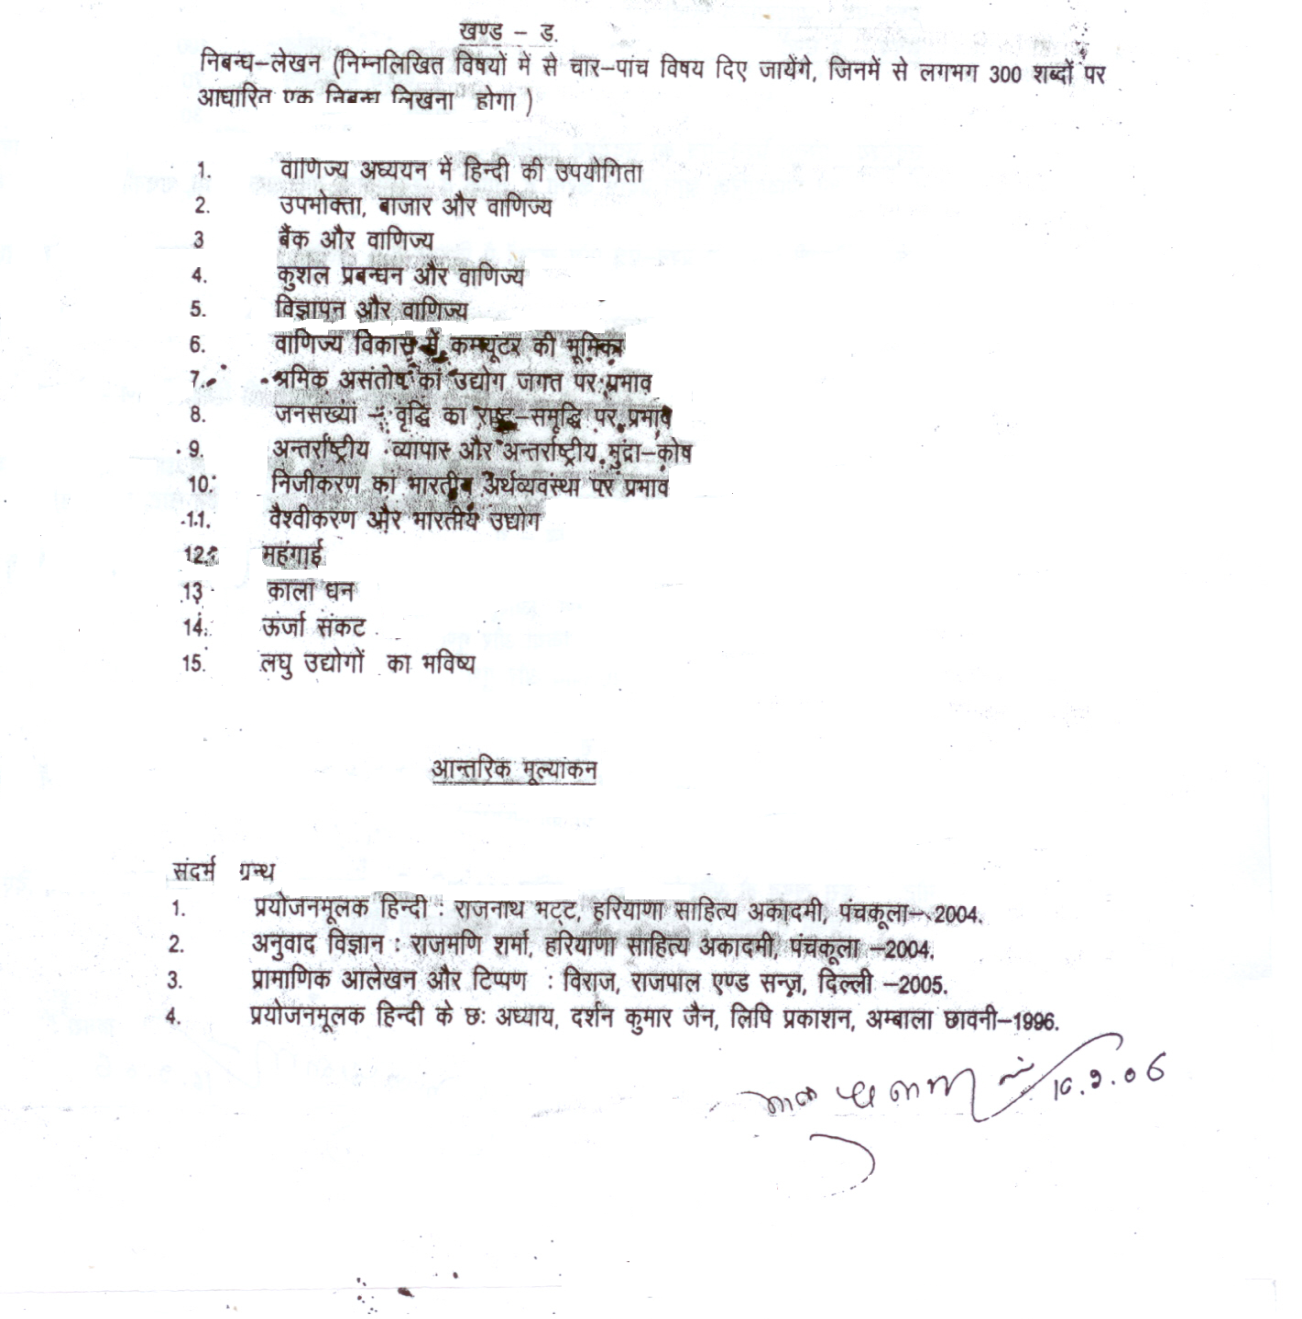 खण्ड – ड.
निबन्ध–लेखन (निम्नलिखित विषयों में से चार–पांच विषय दिए जायेंगे, जिनमें से लगभग 300 शब्दों पर
आधारित एक निबन्ध लिखना होगा )
1. वाणिज्य अध्ययन में हिन्दी की उपयोगिता
2. उपभोक्ता, बाजार और वाणिज्य
3 बैंक और वाणिज्य
4. कुशल प्रबन्धन और वाणिज्य
5. विज्ञापन और वाणिज्य
6. वाणिज्य विकास में कम्प्यूटर की भूमिका
7. श्रमिक असंतोष का उद्योग जगत पर प्रभाव
8. जनसंख्या – वृद्धि का राष्ट्र–समृद्धि पर प्रभाव
9. अन्तर्राष्ट्रीय व्यापार और अन्तर्राष्ट्रीय मुद्रा–कोष
10. निजीकरण का भारतीय अर्थव्यवस्था पर प्रभाव
11. वैश्वीकरण और भारतीय उद्योग
12. महंगाई
13 काला धन
14. ऊर्जा संकट
15. लघु उद्योगों का भविष्य
आन्तरिक मूल्यांकन
संदर्भ ग्रन्थ
1. प्रयोजनमूलक हिन्दी : राजनाथ भट्ट, हरियाणा साहित्य अकादमी, पंचकूला–2004.
2. अनुवाद विज्ञान : राजमणि शर्मा, हरियाणा साहित्य अकादमी, पंचकूला –2004.
3. प्रामाणिक आलेखन और टिप्पण : विराज, राजपाल एण्ड सन्ज़, दिल्ली –2005.
4. प्रयोजनमूलक हिन्दी के छः अध्याय, दर्शन कुमार जैन, लिपि प्रकाशन, अम्बाला छावनी–1996.